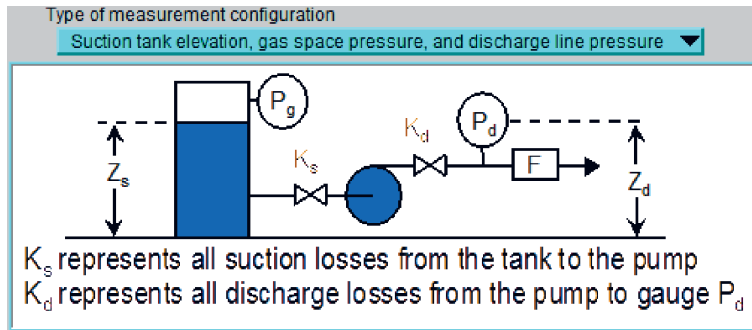 Type of measurement configuration
Suction tank elevation, gas space pressure, and discharge line pressure
Pg
Kd
Pd
Ks
F
Zs
Zd
Ks represents all suction losses from the tank to the pump
Kd represents all discharge losses from the pump to gauge Pd